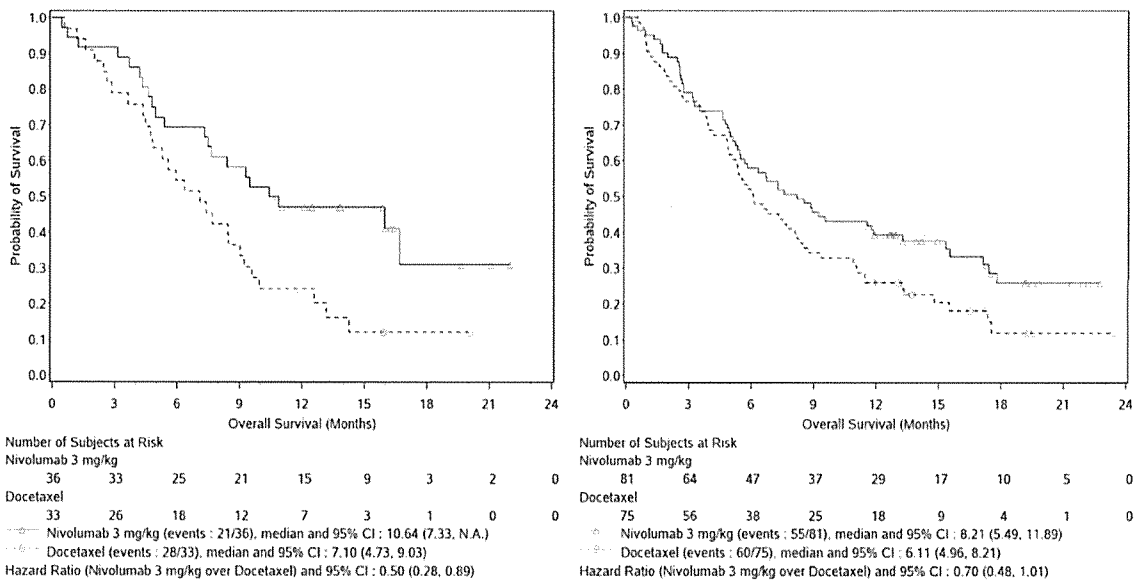 Probability of Survival
1.0
0.9
0.8
0.7
0.6
0.5
0.4
0.3
0.2
0.1
0.0
0 3 6 9 12 15 18 21 24
Overall Survival (Months)
Number of Subjects at Risk
Nivolumab 3 mg/kg
36 33 25 21 15 9 3 2 0
Docetaxel
33 26 18 12 7 3 1 0 0
Nivolumab 3 mg/kg (events : 21/36), median and 95% CI : 10.64 (7.33, N.A.)
Docetaxel (events : 28/33), median and 95% CI : 7.10 (4.73, 9.03)
Hazard Ratio (Nivolumab 3 mg/kg over Docetaxel) and 95% CI : 0.50 (0.28, 0.89)
Probability of Survival
1.0
0.9
0.8
0.7
0.6
0.5
0.4
0.3
0.2
0.1
0.0
0 3 6 9 12 15 18 21 24
Overall Survival (Months)
Number of Subjects at Risk
Nivolumab 3 mg/kg
81 64 47 37 29 17 10 5 0
Docetaxel
75 56 38 25 18 9 4 1 0
Nivolumab 3 mg/kg (events : 55/81), median and 95% CI : 8.21 (5.49, 11.89)
Docetaxel (events : 60/75), median and 95% CI : 6.11 (4.96, 8.21)
Hazard Ratio (Nivolumab 3 mg/kg over Docetaxel) and 95% CI : 0.70 (0.48, 1.01)